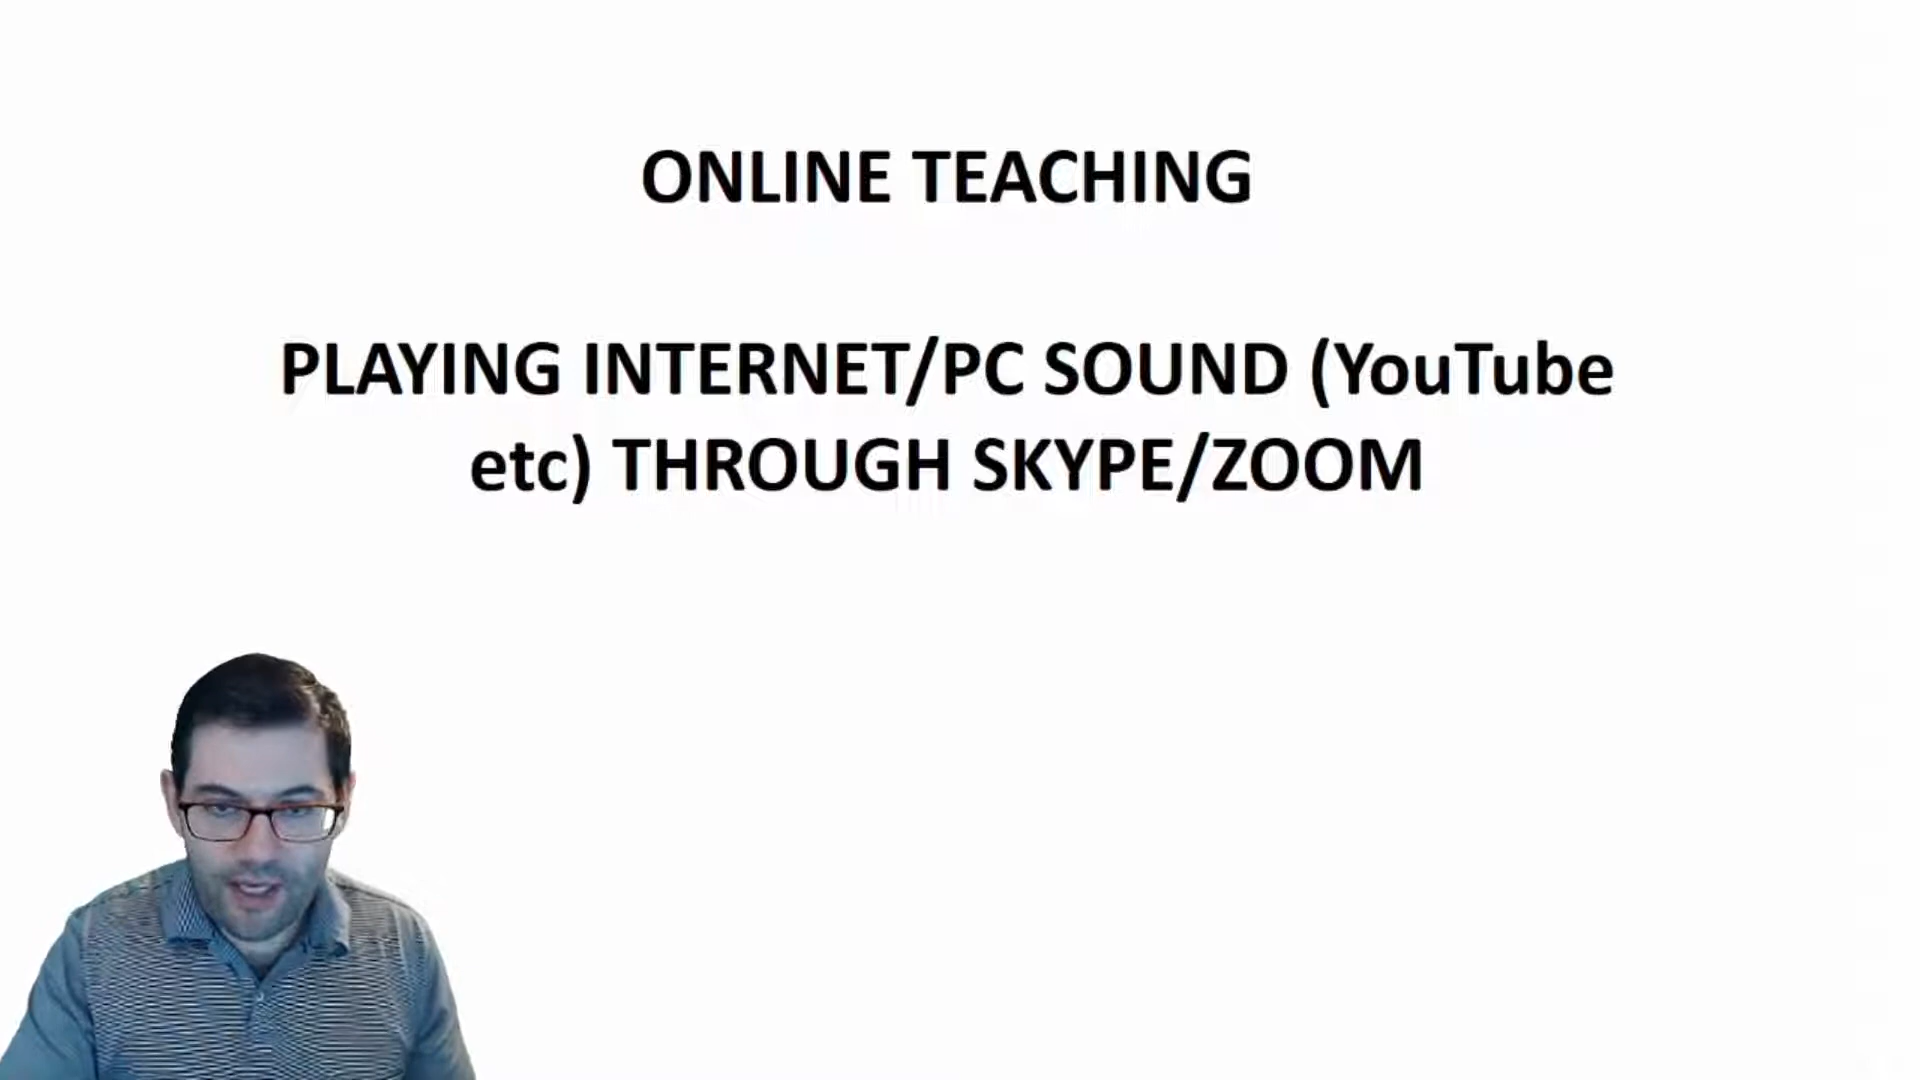 ONLINE TEACHING
PLAYING INTERNET/PC SOUND (YouTube
etc) THROUGH SKYPE/ZOOM